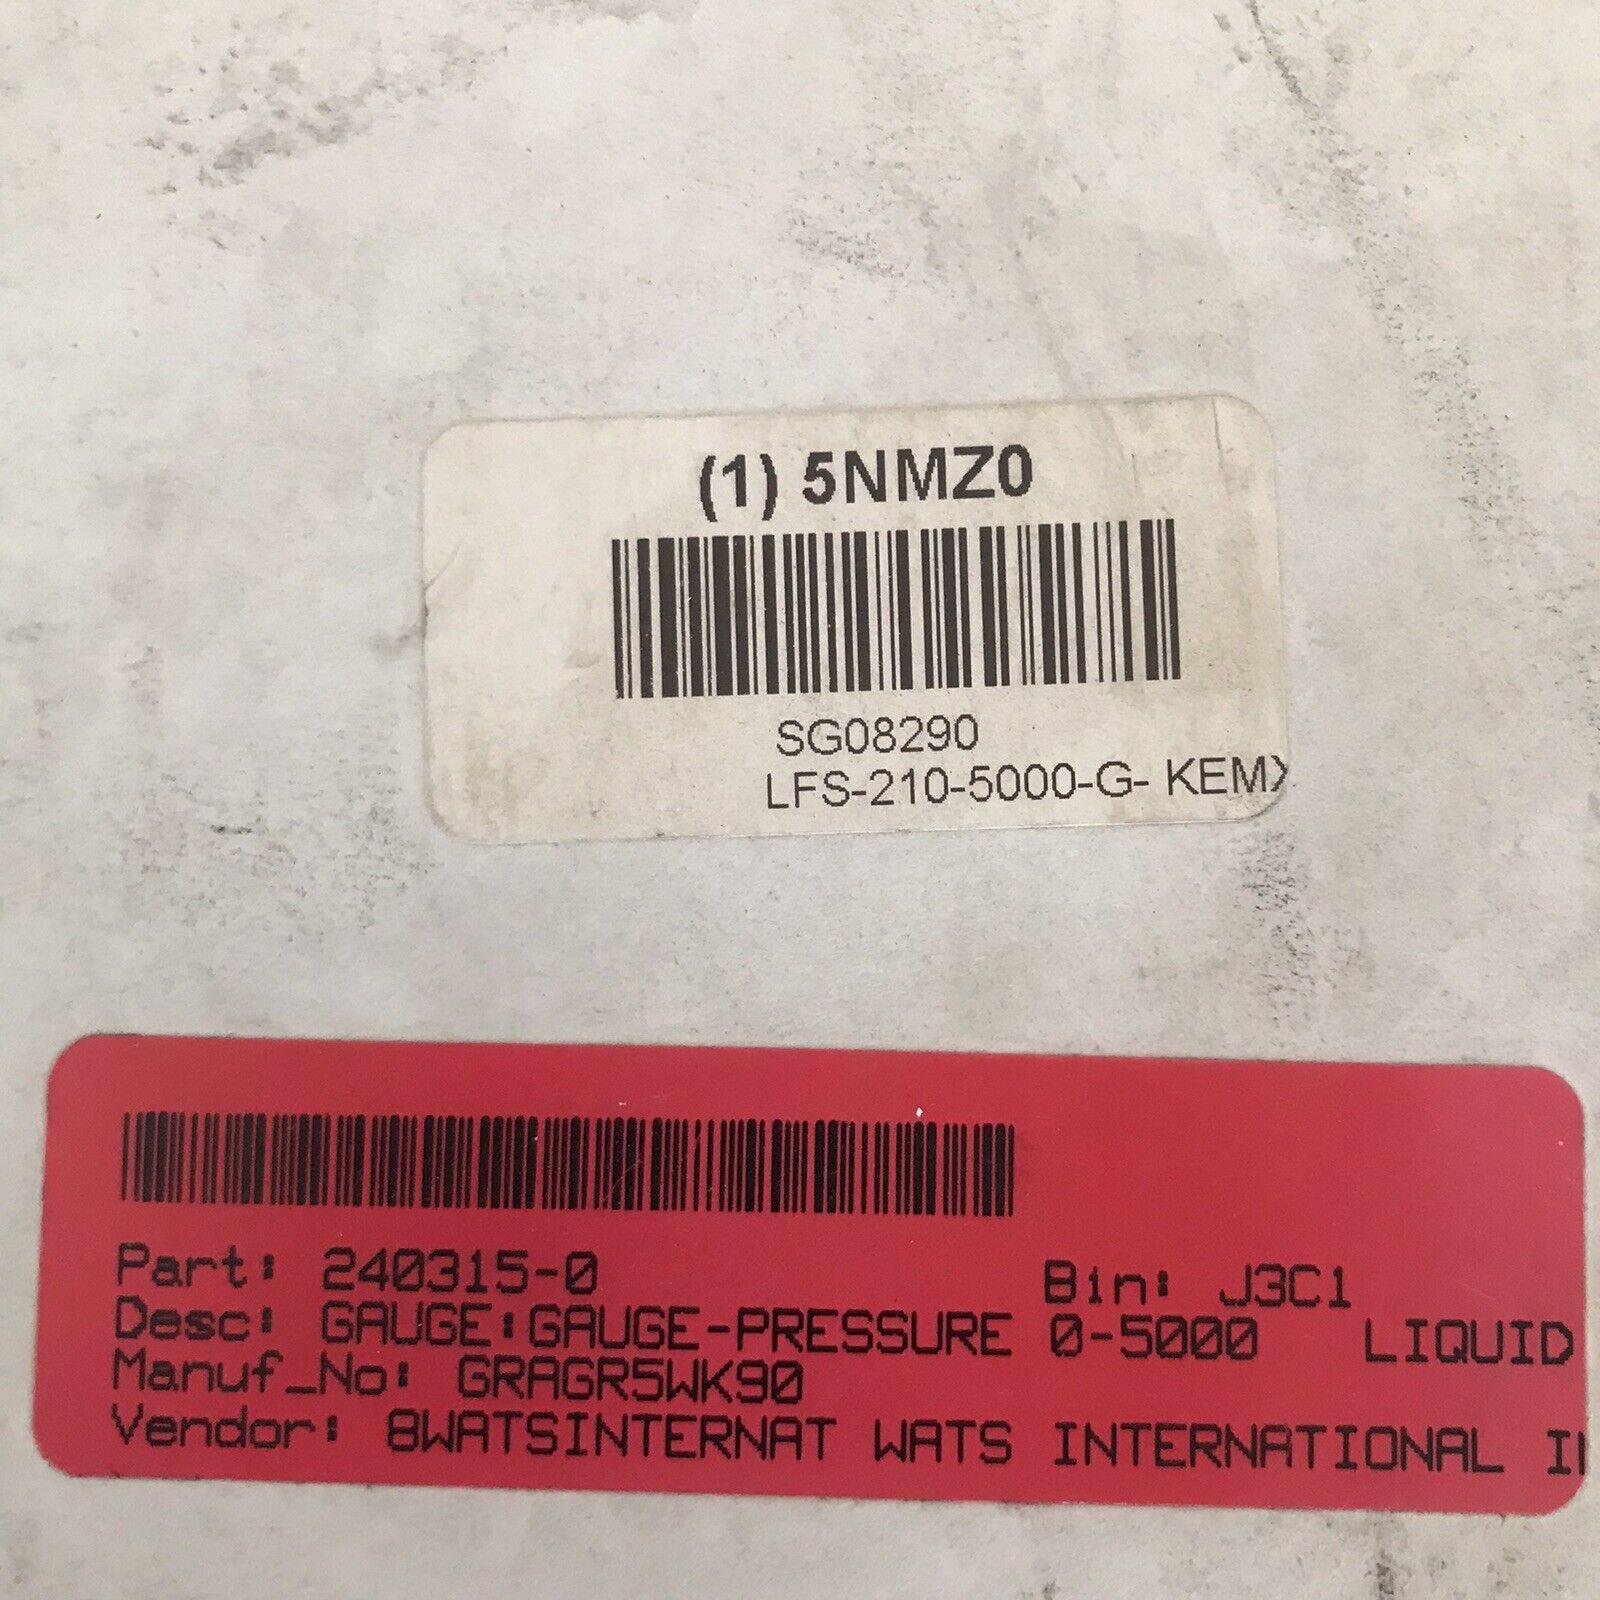 (1) 5NMZ0
SG08290
LFS-210-5000-G- KEMX
Part: 240315-0 Bin: J3C1
Desc: GAUGE:GAUGE-PRESSURE 0-5000 LIQUID
Manuf_No: GRAGR5WK90
Vendor: 8WATSINTERNAT WATS INTERNATIONAL